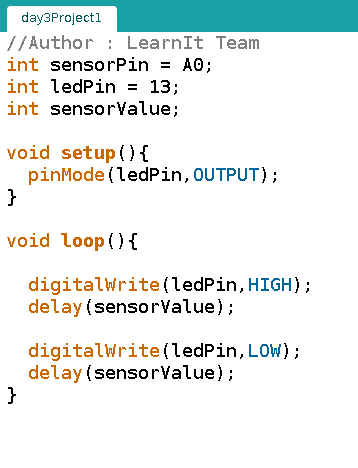 day3Project1
//Author : LearnIt Team
int sensorPin = A0;
int ledPin = 13;
int sensorValue;
void setup(){
pinMode(ledPin,OUTPUT);
}
void loop(){
digitalWrite(ledPin,HIGH);
delay(sensorValue);
digitalWrite(ledPin,LOW);
delay(sensorValue);
}